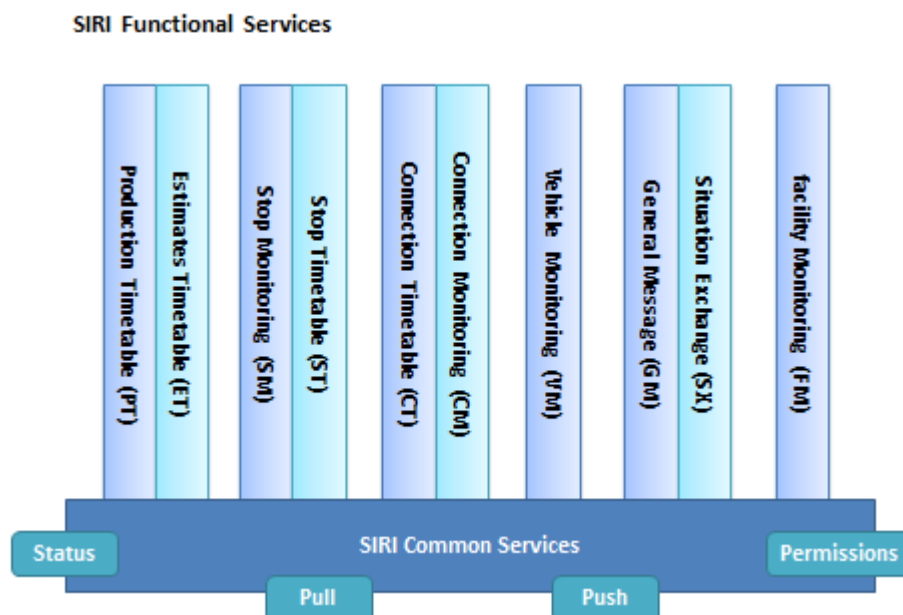 SIRI Functional Services
Production Timetable (PT)
Estimates Timetable (ET)
Stop Monitoring (SM)
Stop Timetable (ST)
Connection Timetable (CT)
Connection Monitoring (CM)
Vehicle Monitoring (VM)
General Message (GM)
Situation Exchange (SX)
facility Monitoring (FM)
Status
SIRI Common Services
Permissions
Pull
Push